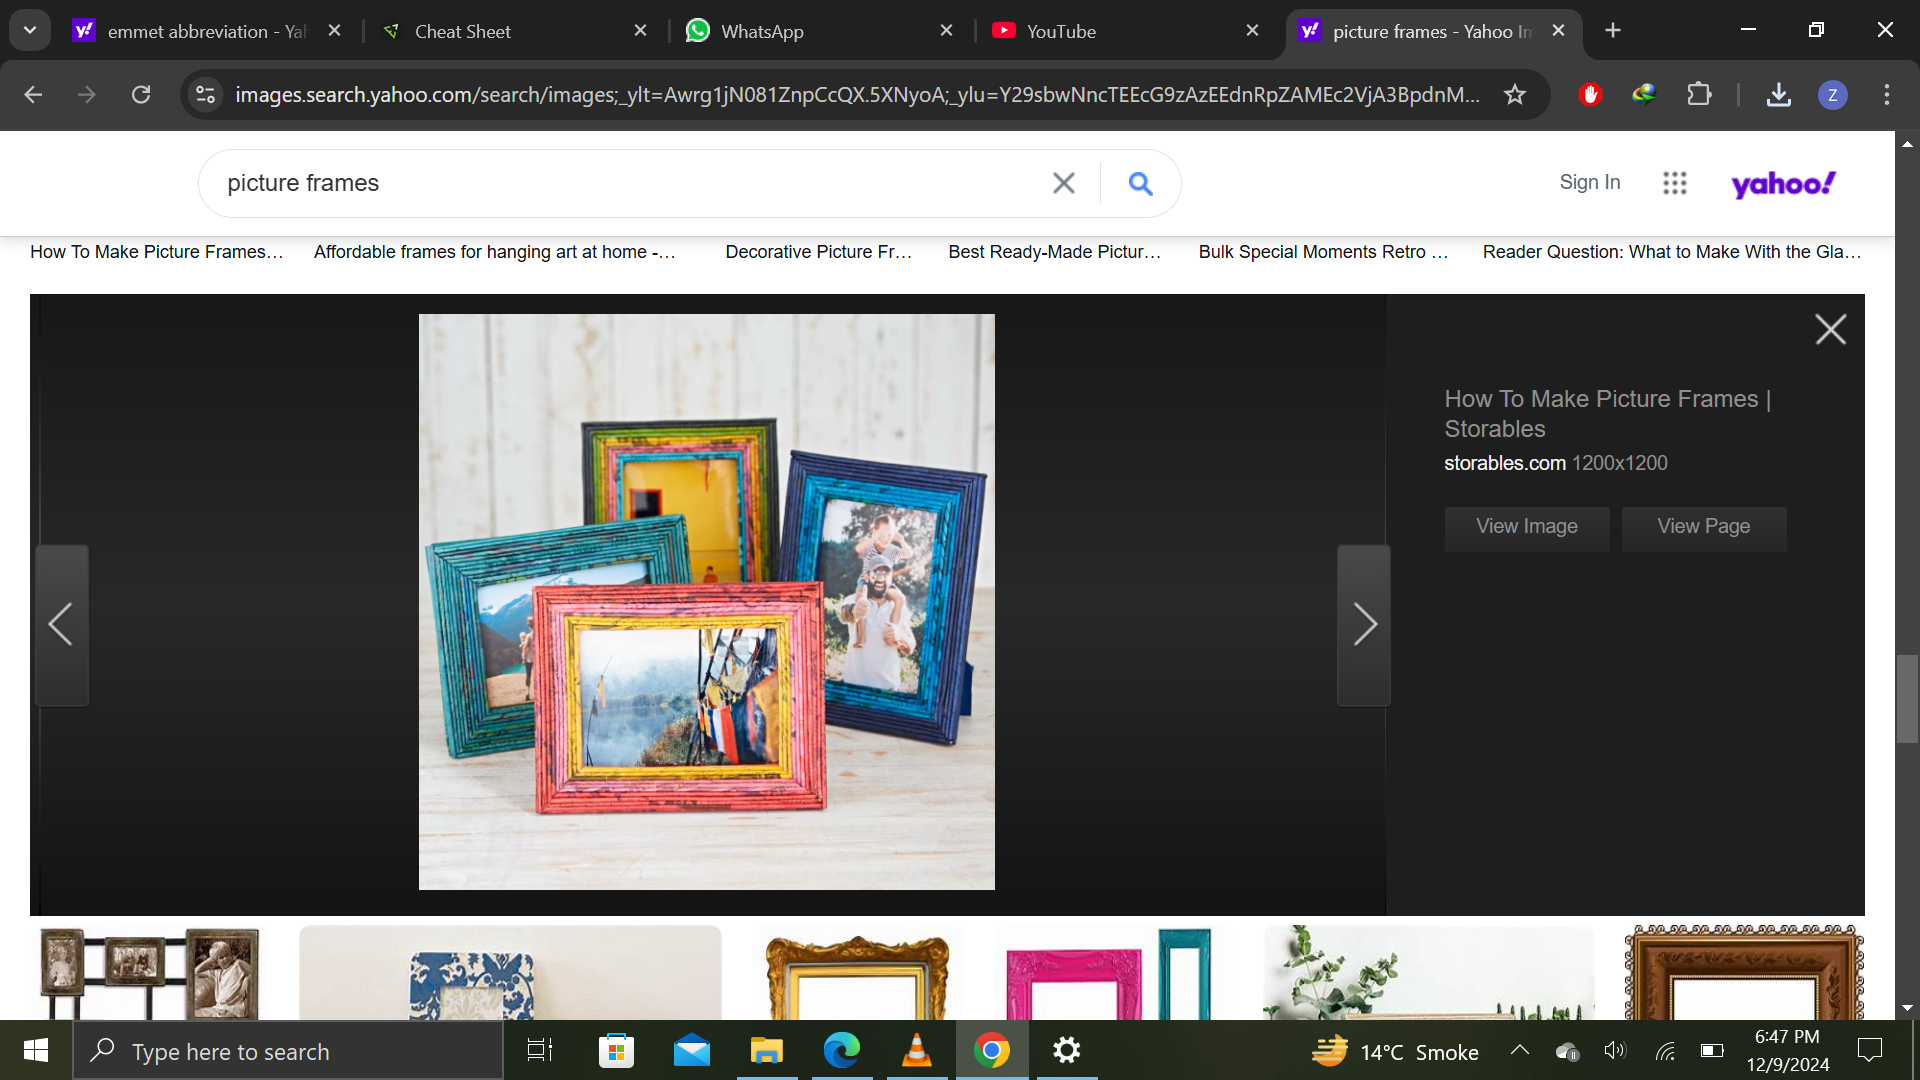 emmet abbreviation - Yah
Cheat Sheet
WhatsApp
YouTube
picture frames - Yahoo In
images.search.yahoo.com/search/images;_ylt=Awrg1jN081ZnpCcQX.5XNyoA;_ylu=Y29sbwNncTEEcG9zAzEEdnRpZAMEc2VjA3BpdnM...
Z
picture frames
Sign In
yahoo!
How To Make Picture Frames...
Affordable frames for hanging art at home -...
Decorative Picture Fr...
Best Ready-Made Pictur...
Bulk Special Moments Retro ...
Reader Question: What to Make With the Gla...
How To Make Picture Frames |
Storables
storables.com 1200x1200
View Image
View Page
Type here to search
14°C Smoke
6:47 PM
12/9/2024